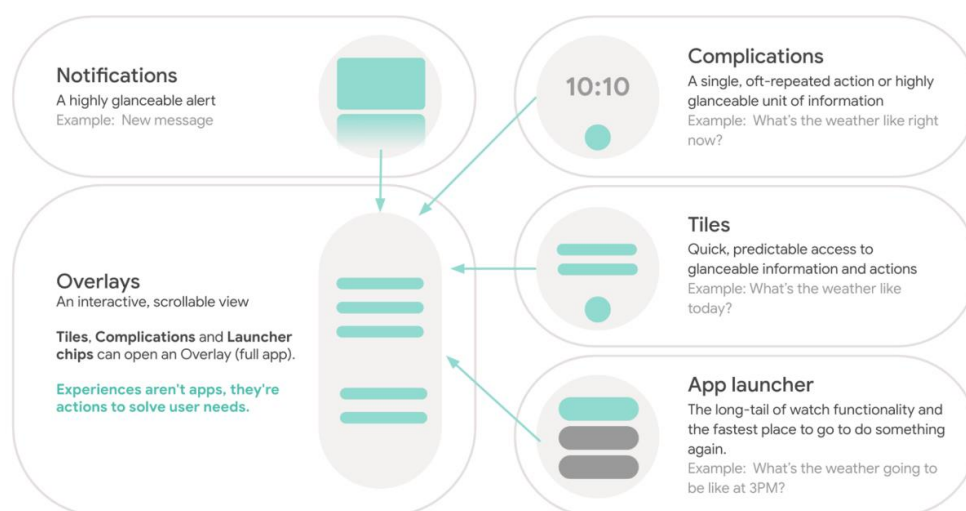 Notifications
A highly glanceable alert
Example: New message
Overlays
An interactive, scrollable view
Tiles, Complications and Launcher
chips can open an Overlay (full app).
Experiences aren't apps, they're
actions to solve user needs.
10:10
Complications
A single, oft-repeated action or highly
glanceable unit of information
Example: What's the weather like right
now?
Tiles
Quick, predictable access to
glanceable information and actions
Example: What's the weather like
today?
App launcher
The long-tail of watch functionality and
the fastest place to go to do something
again.
Example: What's the weather going to
be like at 3PM?